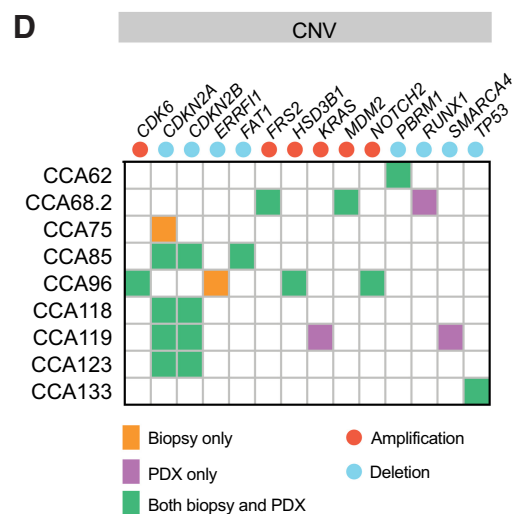 D
CNV
CDK6
CDKN2A
CDKN2B
ERRFI1
FAT1
FRS2
HSD3B1
KRAS
MDM2
NOTCH2
PBRM1
RUNX1
SMARCA4
TP53
CCA62
CCA68.2
CCA75
CCA85
CCA96
CCA118
CCA119
CCA123
CCA133
Biopsy only
PDX only
Both biopsy and PDX
Amplification
Deletion